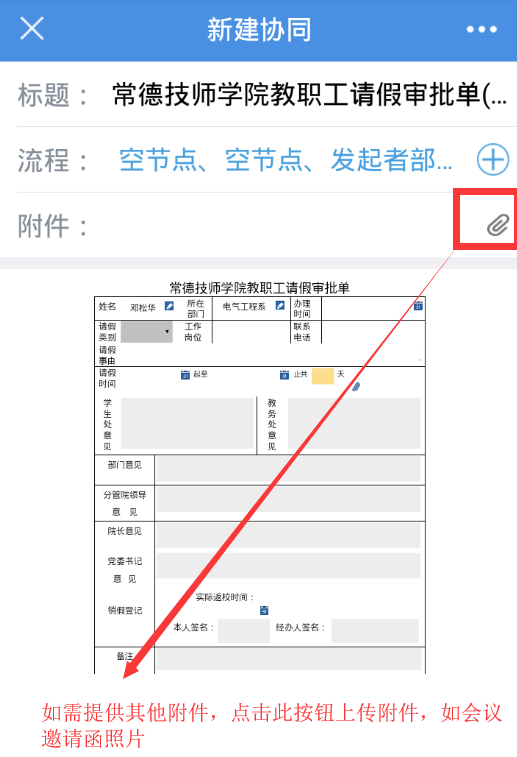 新建协同
标题： 常德技师学院教职工请假审批单(...
流程： 空节点、空节点、发起者部...
附件：
常德技师学院教职工请假审批单
姓名 邓松华 所在部门 电气工程系 办理时间
请假类别 工作岗位 联系电话
请假事由
请假时间 起至 止共 天
学生处意见 教务处意见
部门意见
分管院领导意 见
院长意见
党委书记意 见
实际返校时间：
销假登记
本人签名： 经办人签名：
备注
如需提供其他附件，点击此按钮上传附件，如会议
邀请函照片